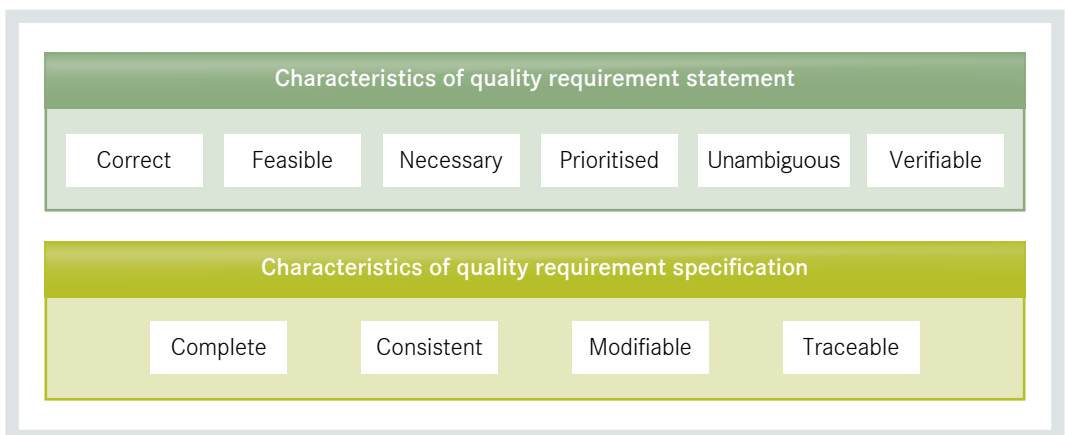 Characteristics of quality requirement statement
Correct Feasible Necessary Prioritised Unambiguous Verifiable
Characteristics of quality requirement specification
Complete Consistent Modifiable Traceable